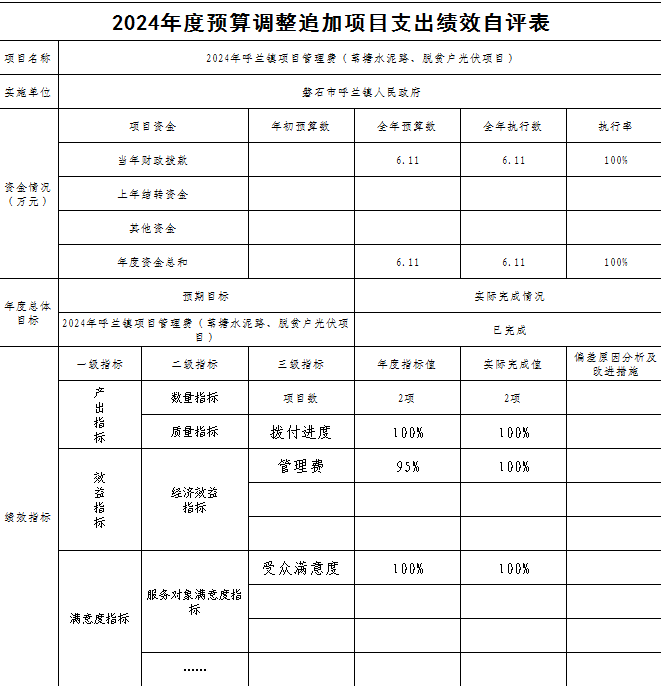 2024年度预算调整追加项目支出绩效自评表
项目名称 2024年呼兰镇项目管理费（茑塘水泥路、脱贫户光伏项目）
实施单位 磐石市呼兰镇人民政府
资金情况
（万元）
项目资金 年初预算数 全年预算数 全年执行数 执行率
当年财政拨款 6.11 6.11 100%
上年结转资金
其他资金
年度资金总和 6.11 6.11 100%
年度总体
目标
预期目标 实际完成情况
2024年呼兰镇项目管理费（茑塘水泥路、脱贫户光伏项
目）
已完成
绩效指标
一级指标 二级指标 三级指标 年度指标值 实际完成值 偏差原因分析及
改进措施
产
出
指
标
数量指标 项目数 2项 2项
质量指标 拨付进度 100% 100%
效
益
指
标
经济效益
指标
管理费 95% 100%
满意度指标
服务对象满意度指
标
受众满意度 100% 100%
……